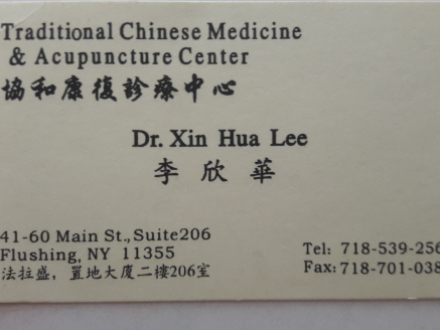 Traditional Chinese Medicine
& Acupuncture Center
協和康復診療中心
Dr. Xin Hua Lee
李欣華
41-60 Main St., Suite206
Flushing, NY 11355
法拉盛，置地大廈二樓206室
Tel: 718-539-256
Fax: 718-701-038